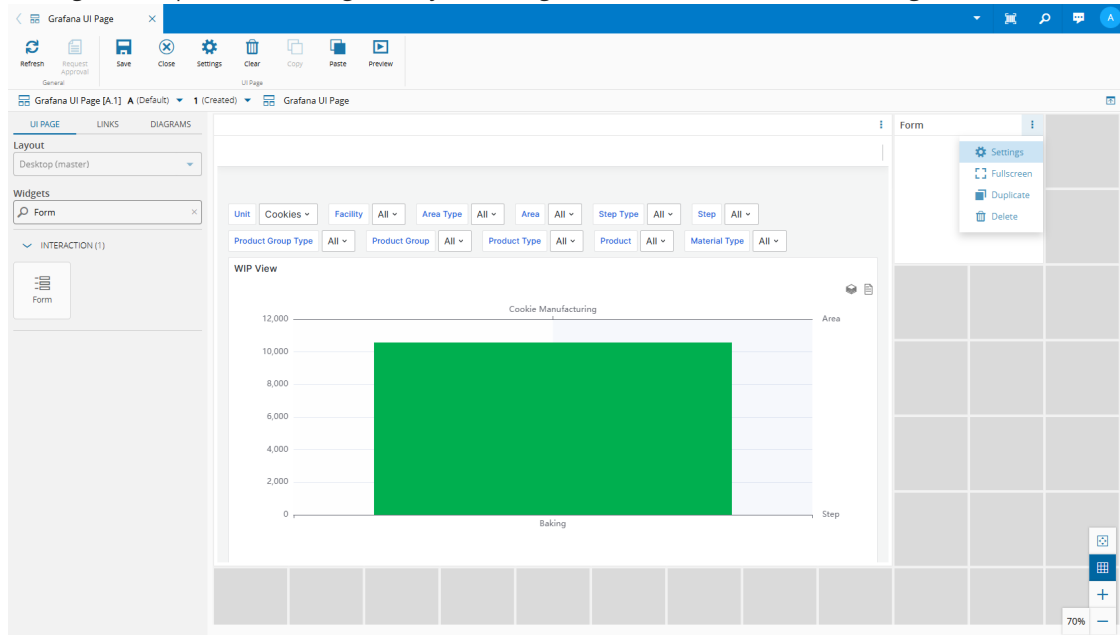 Grafana UI Page
A
Refresh
Request Approval
Save
Close
Settings
Clear
Copy
Paste
Preview
General
UI Page
Grafana UI Page [A.1] A (Default) 1 (Created) Grafana UI Page
UI PAGE LINKS DIAGRAMS
Layout
Desktop (master)
Widgets
Form
INTERACTION (1)
Form
Unit Cookies Facility All Area Type All Area All Step Type All Step All
Product Group Type All Product Group All Product Type All Product All Material Type All
WIP View
Cookie Manufacturing
12,000
Area
10,000
8,000
6,000
4,000
2,000
0
Step
Baking
Form
Settings
Fullscreen
Duplicate
Delete
70%